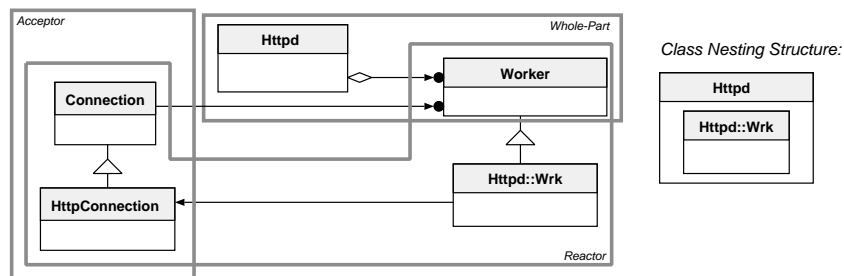 Acceptor
Whole-Part
Httpd
Class Nesting Structure:
Worker
Httpd
Connection
Httpd::Wrk
Httpd::Wrk
HttpConnection
Reactor